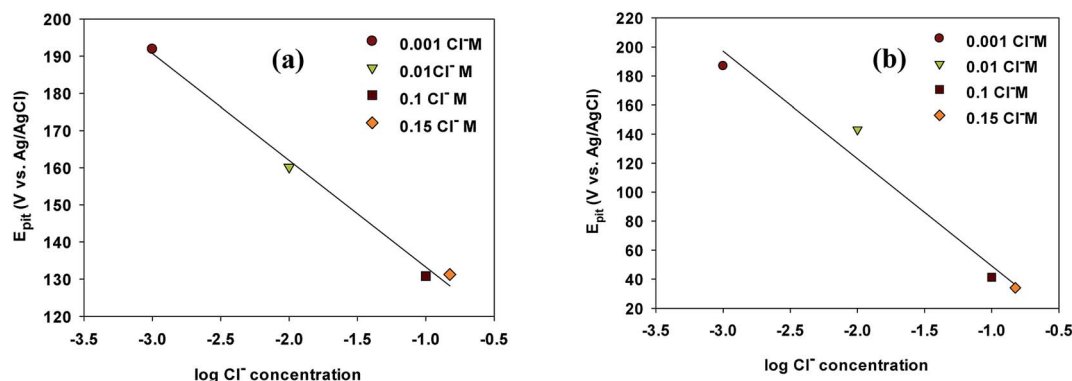 200
190
180
170
160
150
140
130
120
E_pit (V vs. Ag/AgCl)
(a)
0.001 Cl⁻M
0.01Cl⁻ M
0.1 Cl⁻ M
0.15 Cl⁻ M
-3.5 -3.0 -2.5 -2.0 -1.5 -1.0 -0.5
log Cl⁻ concentration
220
200
180
160
140
120
100
80
60
40
20
E_pit (V vs. Ag/AgCl)
(b)
0.001 Cl⁻M
0.01 Cl⁻M
0.1 Cl⁻M
0.15 Cl⁻M
-3.5 -3.0 -2.5 -2.0 -1.5 -1.0 -0.5
log Cl⁻ concentration